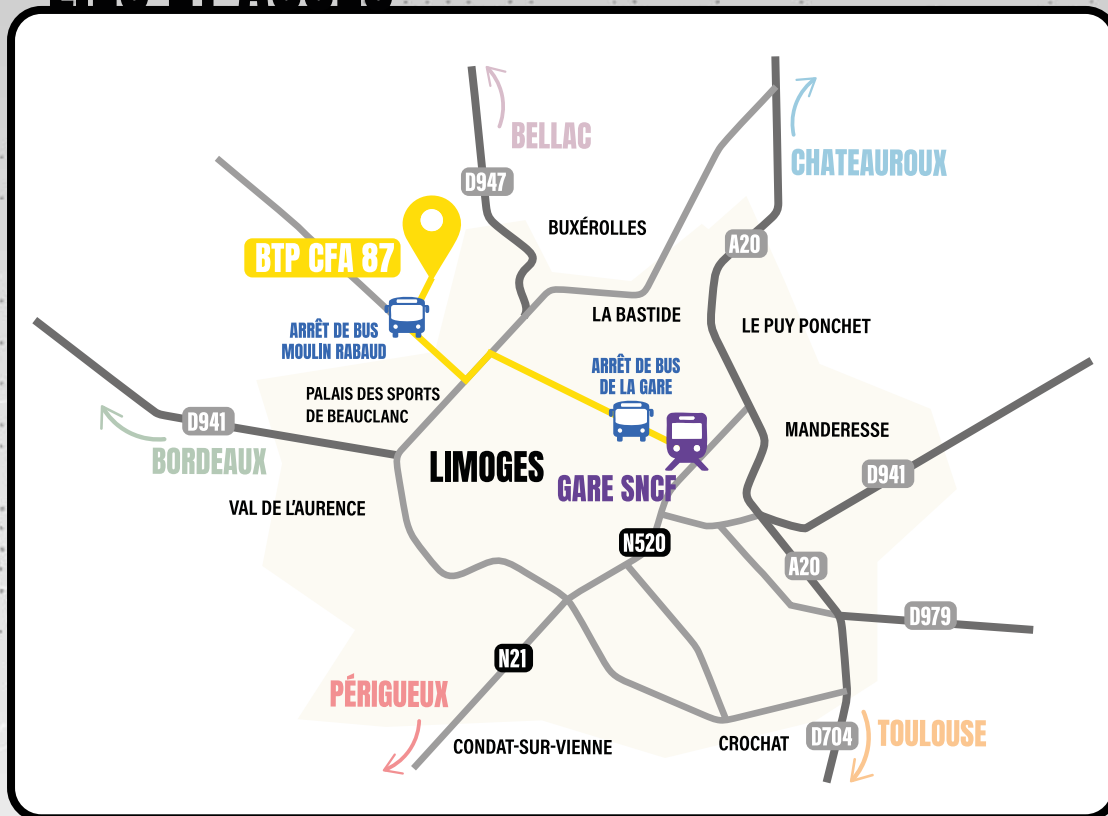 BELLAC
CHATEAUROUX
D947
BUXÉROLLES
A20
BTP CFA 87
LA BASTIDE
LE PUY PONCHET
ARRÊT DE BUS
MOULIN RABAUD
ARRÊT DE BUS
DE LA GARE
PALAIS DES SPORTS
DE BEAUCLANC
D941
MANDERESSE
BORDEAUX
LIMOGES
D941
GARE SNCF
VAL DE L'AURENCE
N520
A20
D979
N21
PÉRIGUEUX
D704
TOULOUSE
CONDAT-SUR-VIENNE
CROCHAT